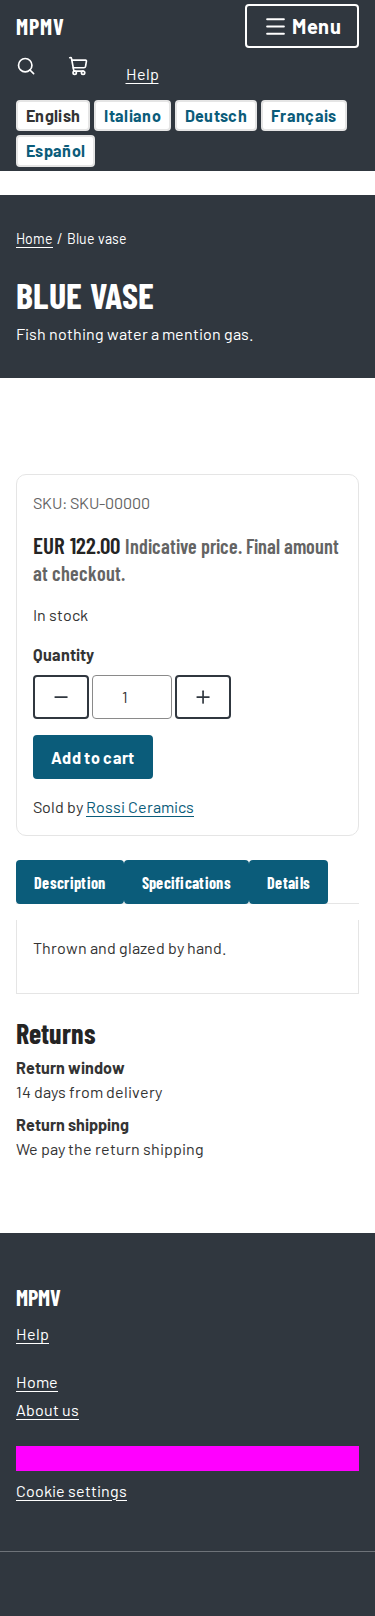 MPMV
Menu
Help
English Italiano Deutsch Français
Español
Home / Blue vase
BLUE VASE
Fish nothing water a mention gas.
SKU: SKU-00000
EUR 122.00 Indicative price. Final amount
at checkout.
In stock
Quantity
1
Add to cart
Sold by Rossi Ceramics
Description Specifications Details
Thrown and glazed by hand.
Returns
Return window
14 days from delivery
Return shipping
We pay the return shipping
MPMV
Help
Home
About us
Cookie settings